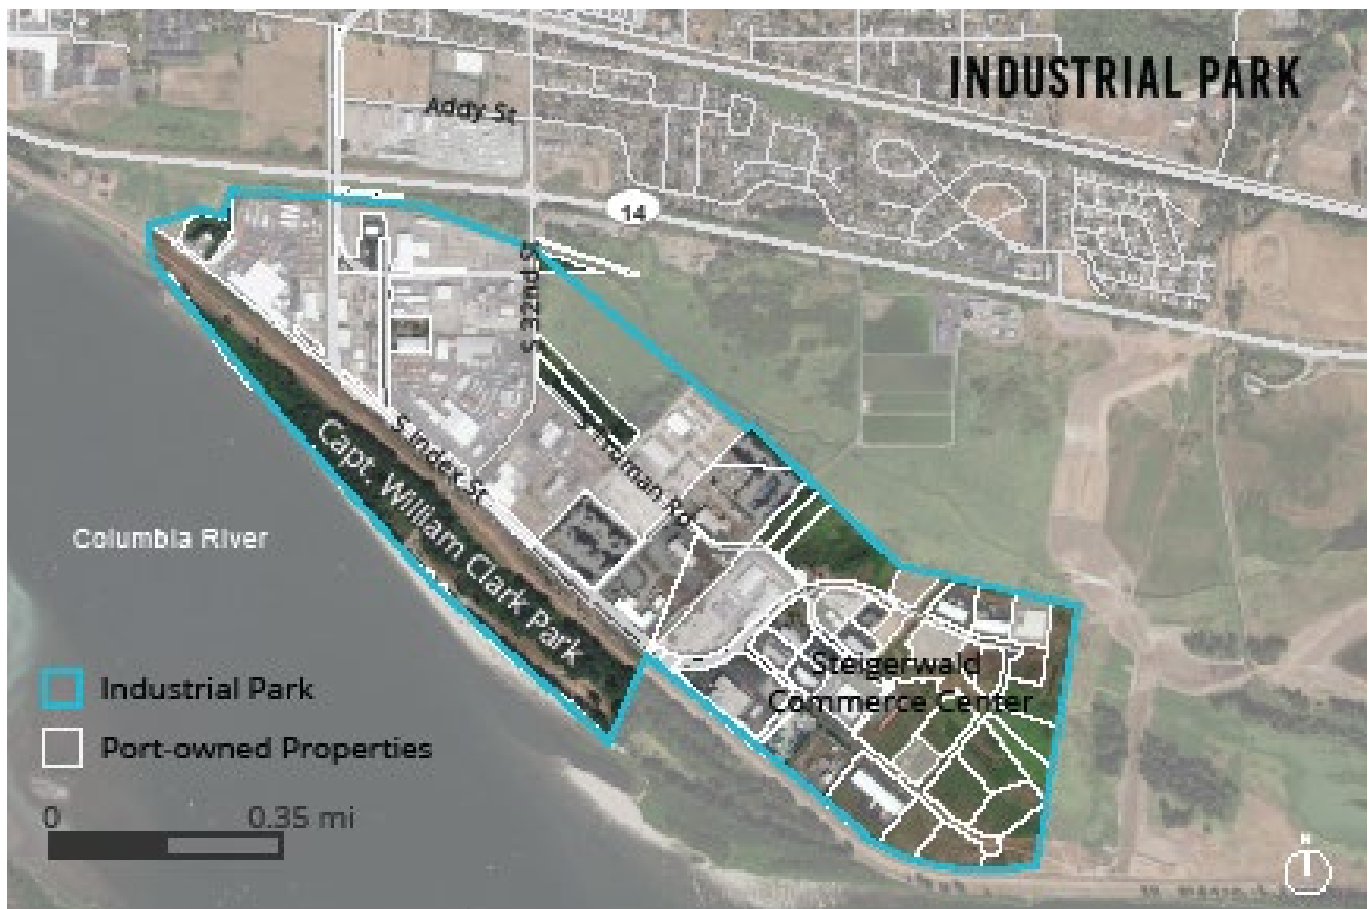 INDUSTRIAL PARK
Addy St
14
S 32nd St
Index St
Capt. William Clark Park
Columbia River
Steigerwald
Commerce Center
Industrial Park
Port-owned Properties
0 0.35 mi
N